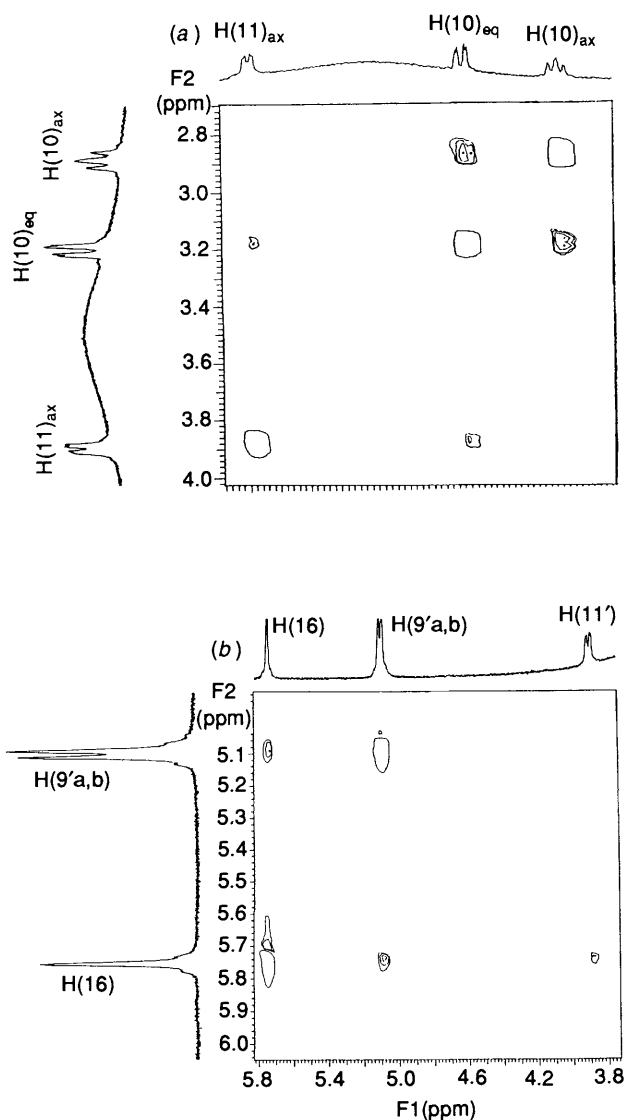 (a)
H(11)ax
H(10)eq
H(10)ax
F2
(ppm)
H(10)ax
H(10)eq
H(11)ax
2.8
3.0
3.2
3.4
3.6
3.8
4.0
(b)
H(16)
H(9'a,b)
H(11')
F2
(ppm)
H(9'a,b)
H(16)
5.1
5.2
5.3
5.4
5.5
5.6
5.7
5.8
5.9
6.0
5.8 5.4 5.0 4.6 4.2 3.8
F1(ppm)